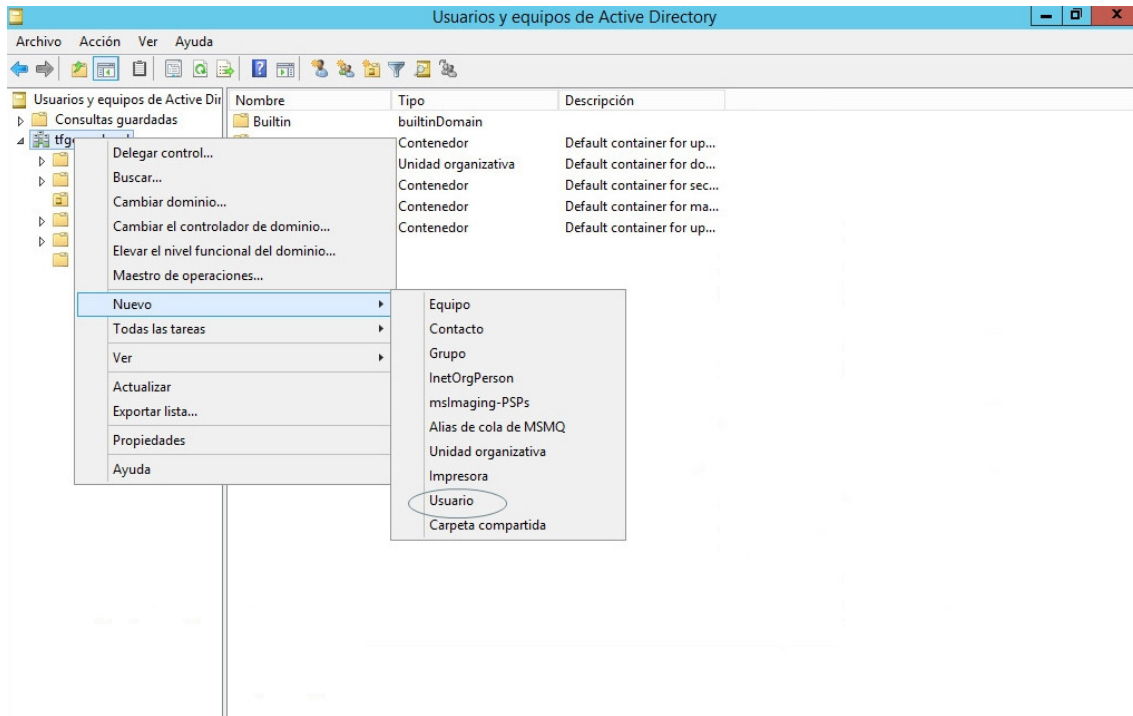 Usuarios y equipos de Active Directory
Archivo Acción Ver Ayuda
Usuarios y equipos de Active Dir
Nombre Tipo Descripción
Consultas guardadas
Builtin builtinDomain
Contenedor Default container for up...
Unidad organizativa Default container for do...
Contenedor Default container for sec...
Contenedor Default container for ma...
Contenedor Default container for up...
Delegar control...
Buscar...
Cambiar dominio...
Cambiar el controlador de dominio...
Elevar el nivel funcional del dominio...
Maestro de operaciones...
Nuevo
Todas las tareas
Ver
Actualizar
Exportar lista...
Propiedades
Ayuda
Equipo
Contacto
Grupo
InetOrgPerson
msImaging-PSPs
Alias de cola de MSMQ
Unidad organizativa
Impresora
Usuario
Carpeta compartida